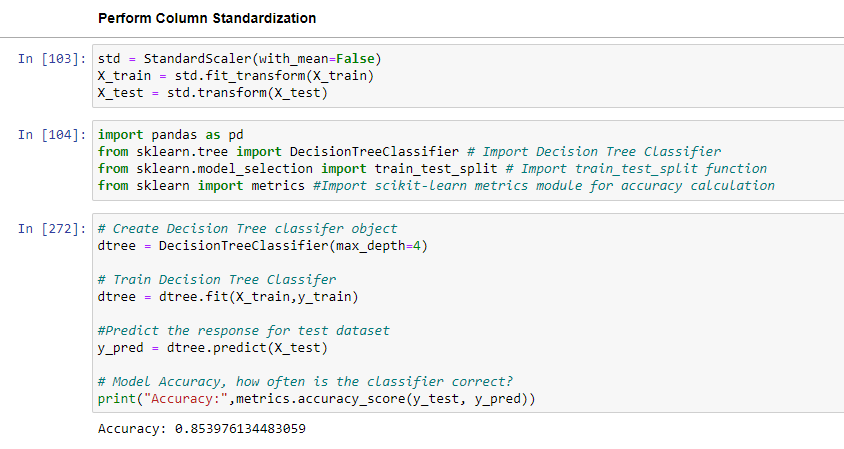 Perform Column Standardization
In [103]: std = StandardScaler(with_mean=False)
X_train = std.fit_transform(X_train)
X_test = std.transform(X_test)
In [104]: import pandas as pd
from sklearn.tree import DecisionTreeClassifier # Import Decision Tree Classifier
from sklearn.model_selection import train_test_split # Import train_test_split function
from sklearn import metrics #Import scikit-learn metrics module for accuracy calculation
In [272]: # Create Decision Tree classifer object
dtree = DecisionTreeClassifier(max_depth=4)
# Train Decision Tree Classifer
dtree = dtree.fit(X_train,y_train)
#Predict the response for test dataset
y_pred = dtree.predict(X_test)
# Model Accuracy, how often is the classifier correct?
print("Accuracy:",metrics.accuracy_score(y_test, y_pred))
Accuracy: 0.853976134483059